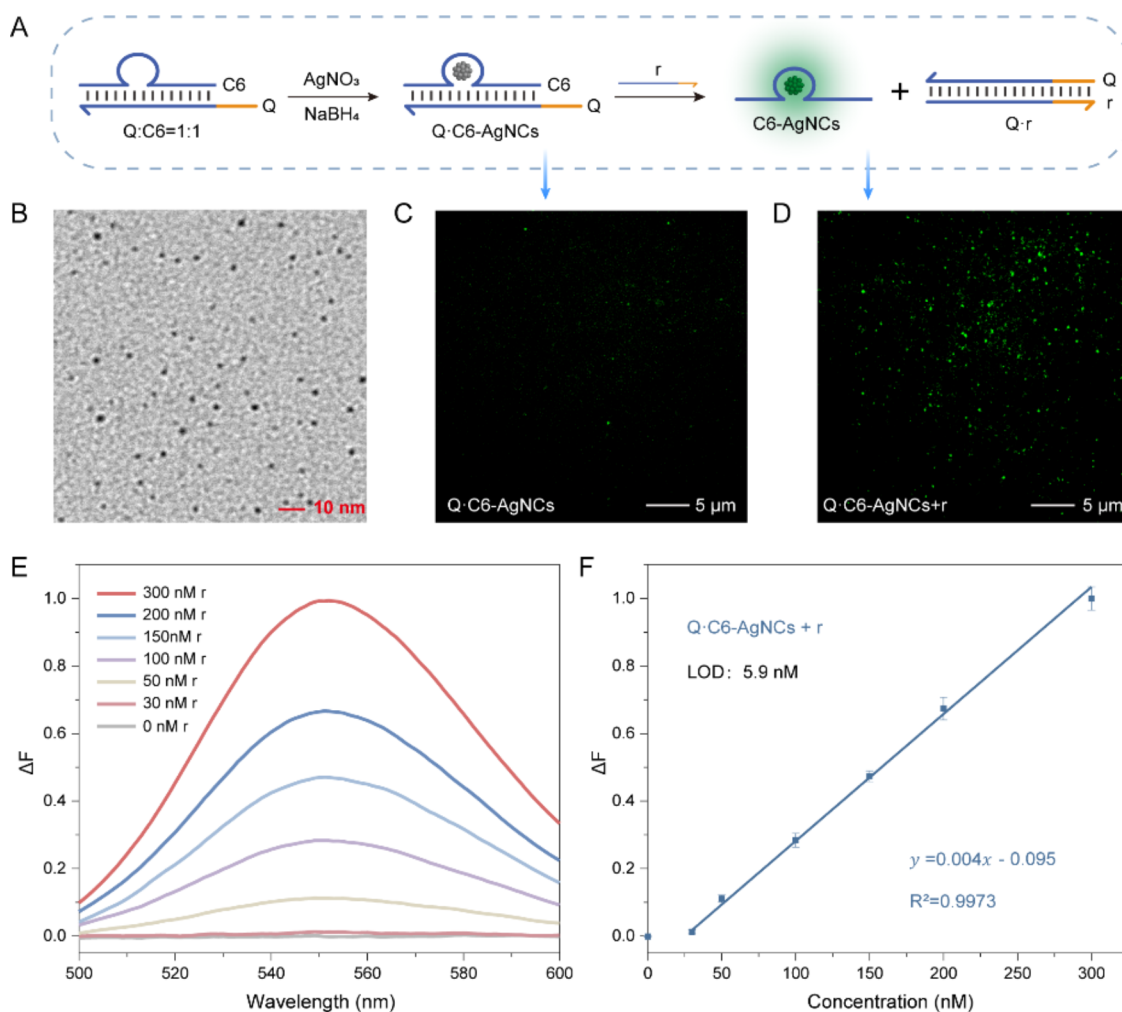 A
C6
Q
Q:C6=1:1
AgNO₃
NaBH₄
C6
Q
Q·C6-AgNCs
r
C6-AgNCs
+
Q
r
Q·r
B
10 nm
C
Q·C6-AgNCs
5 µm
D
Q·C6-AgNCs+r
5 µm
E
300 nM r
200 nM r
150nM r
100 nM r
50 nM r
30 nM r
0 nM r
1.0
0.8
0.6
0.4
0.2
0.0
ΔF
500
520
540
560
580
600
Wavelength (nm)
F
Q·C6-AgNCs + r
LOD: 5.9 nM
y =0.004x - 0.095
R²=0.9973
1.0
0.8
0.6
0.4
0.2
0.0
ΔF
0
50
100
150
200
250
300
Concentration (nM)